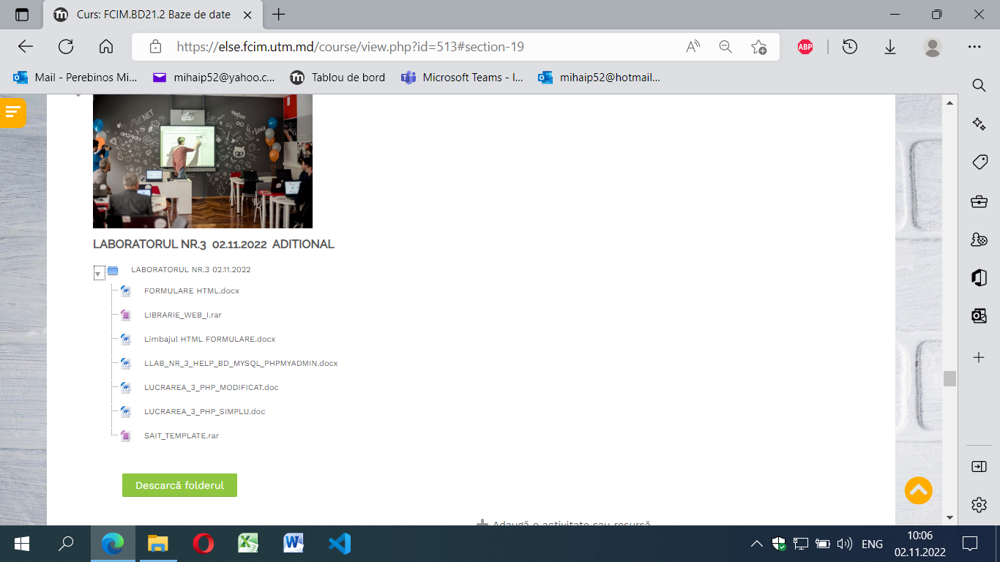 Curs: FCIM.BD21.2 Baze de date
https://else.fcim.utm.md/course/view.php?id=513#section-19
ABP
Mail - Perebinos Mi...
mihaip52@yahoo.c...
Tablou de bord
Microsoft Teams - I...
mihaip52@hotmail...
.NET
Java
LABORATORUL NR.3 02.11.2022 ADITIONAL
LABORATORUL NR.3 02.11.2022
FORMULARE HTML.docx
LIBRARIE_WEB_I.rar
Limbajul HTML FORMULARE.docx
LLAB_NR_3_HELP_BD_MYSQL_PHPMYADMIN.docx
LUCRAREA_3_PHP_MODIFICAT.doc
LUCRAREA_3_PHP_SIMPLU.doc
SAIT_TEMPLATE.rar
Descarcă folderul
Adaugă o activitate sau resursă
ENG
10:06
02.11.2022